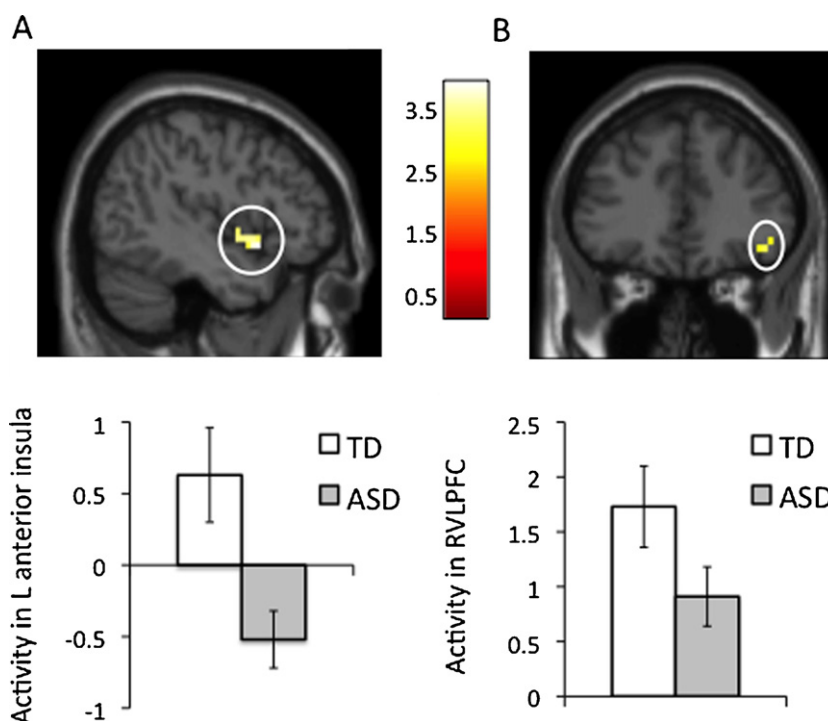 A
B
3.5
2.5
1.5
0.5
Activity in L anterior insula
1
0.5
0
-0.5
-1
TD
ASD
Activity in RVLPFC
2.5
2
1.5
1
0.5
0
TD
ASD